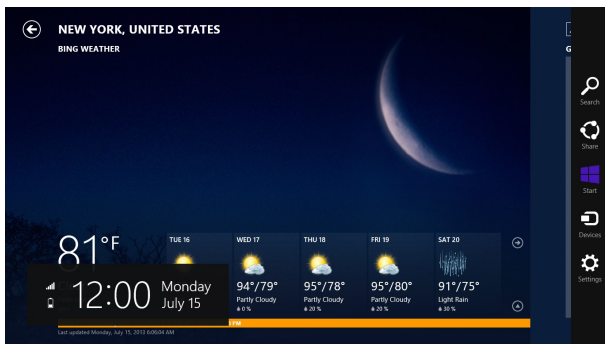 NEW YORK, UNITED STATES
BING WEATHER
G
Search
Share
Start
Devices
Settings
81°F
TUE 16
WED 17
94°/79°
Partly Cloudy
0 %
THU 18
95°/78°
Partly Cloudy
20 %
FRI 19
95°/80°
Partly Cloudy
20 %
SAT 20
91°/75°
Light Rain
30 %
12:00
Monday
July 15
PM
Last updated Monday, July 15, 2013 6:06:04 AM